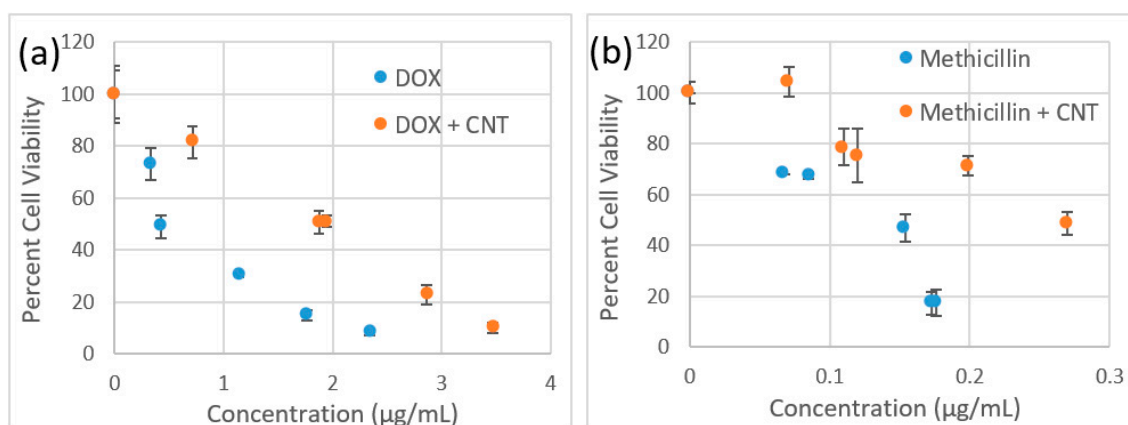 (a)
120
100
80
60
40
20
0
Percent Cell Viability
DOX
DOX + CNT
0 1 2 3 4
Concentration (µg/mL)
(b)
120
100
80
60
40
20
0
Percent Cell Viability
Methicillin
Methicillin + CNT
0 0.1 0.2 0.3
Concentration (µg/mL)